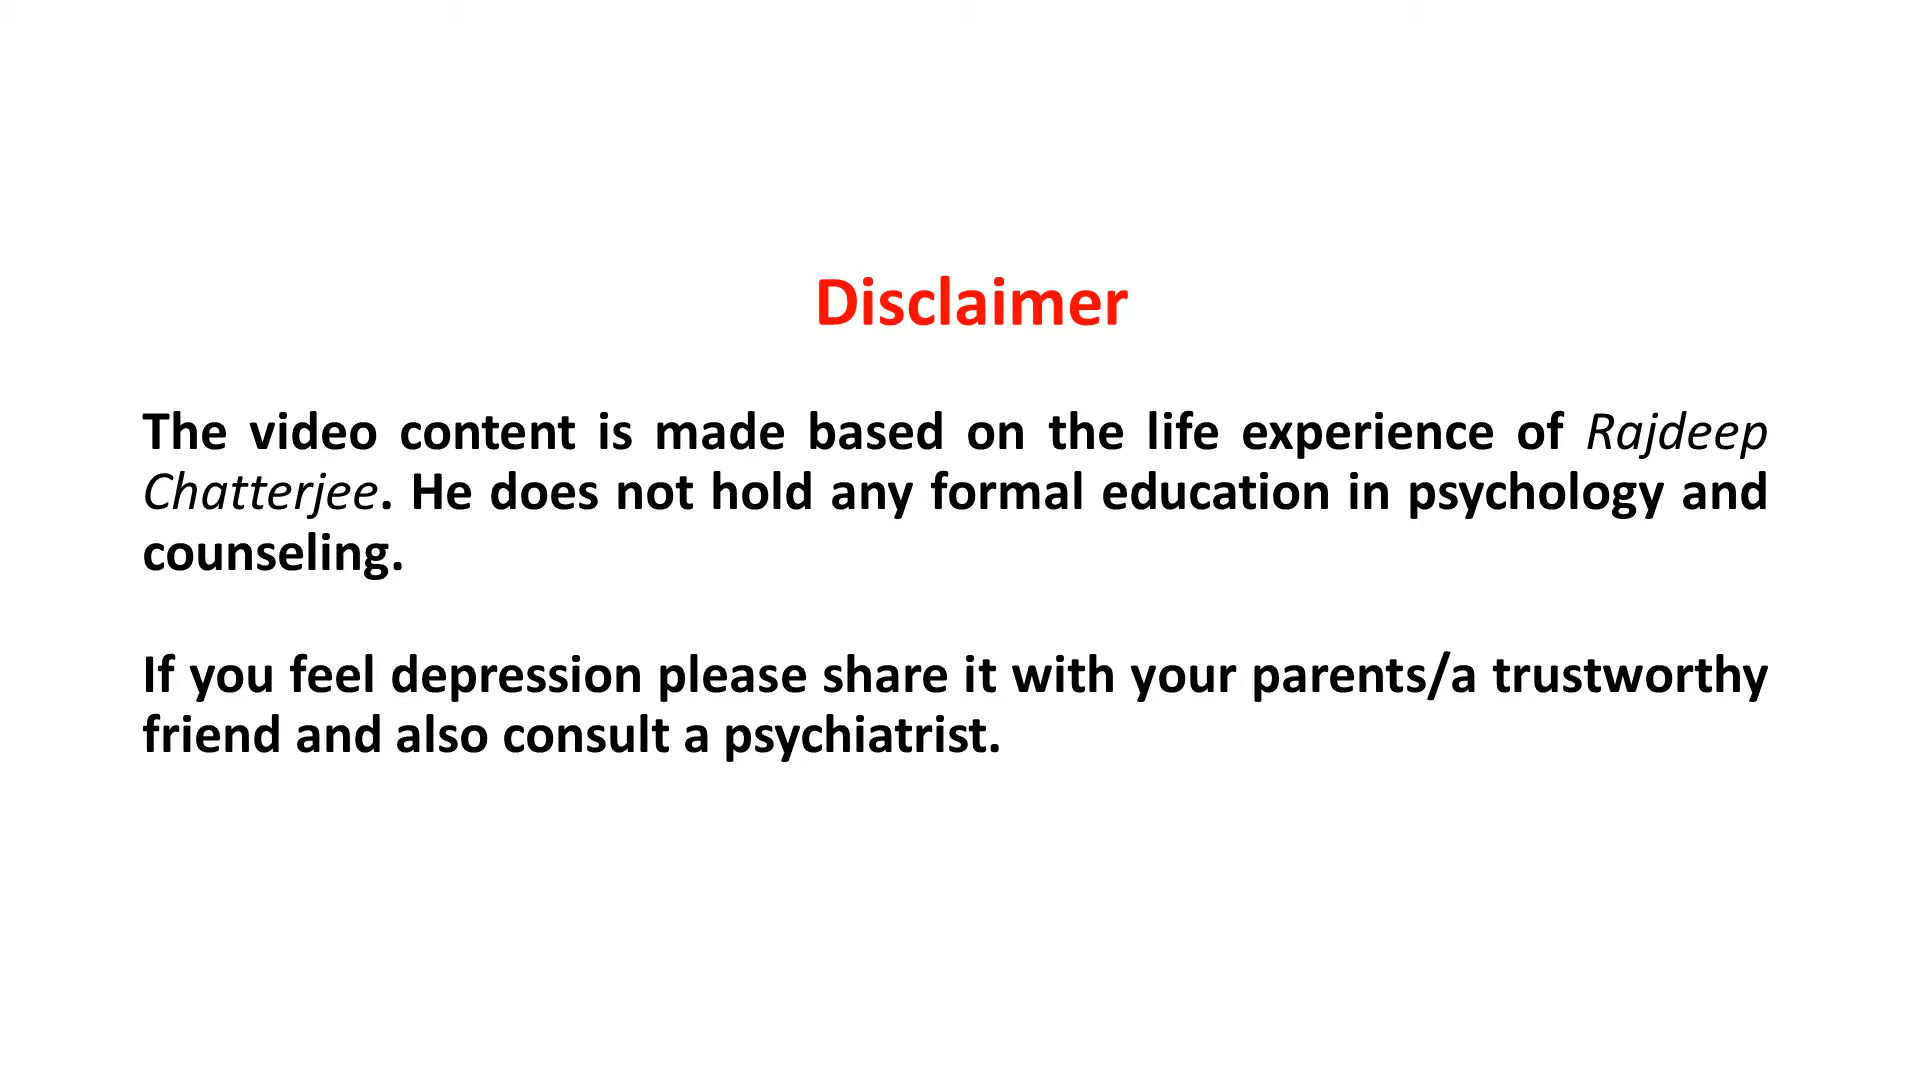 Disclaimer
The video content is made based on the life experience of Rajdeep
Chatterjee. He does not hold any formal education in psychology and
counseling.
If you feel depression please share it with your parents/a trustworthy
friend and also consult a psychiatrist.